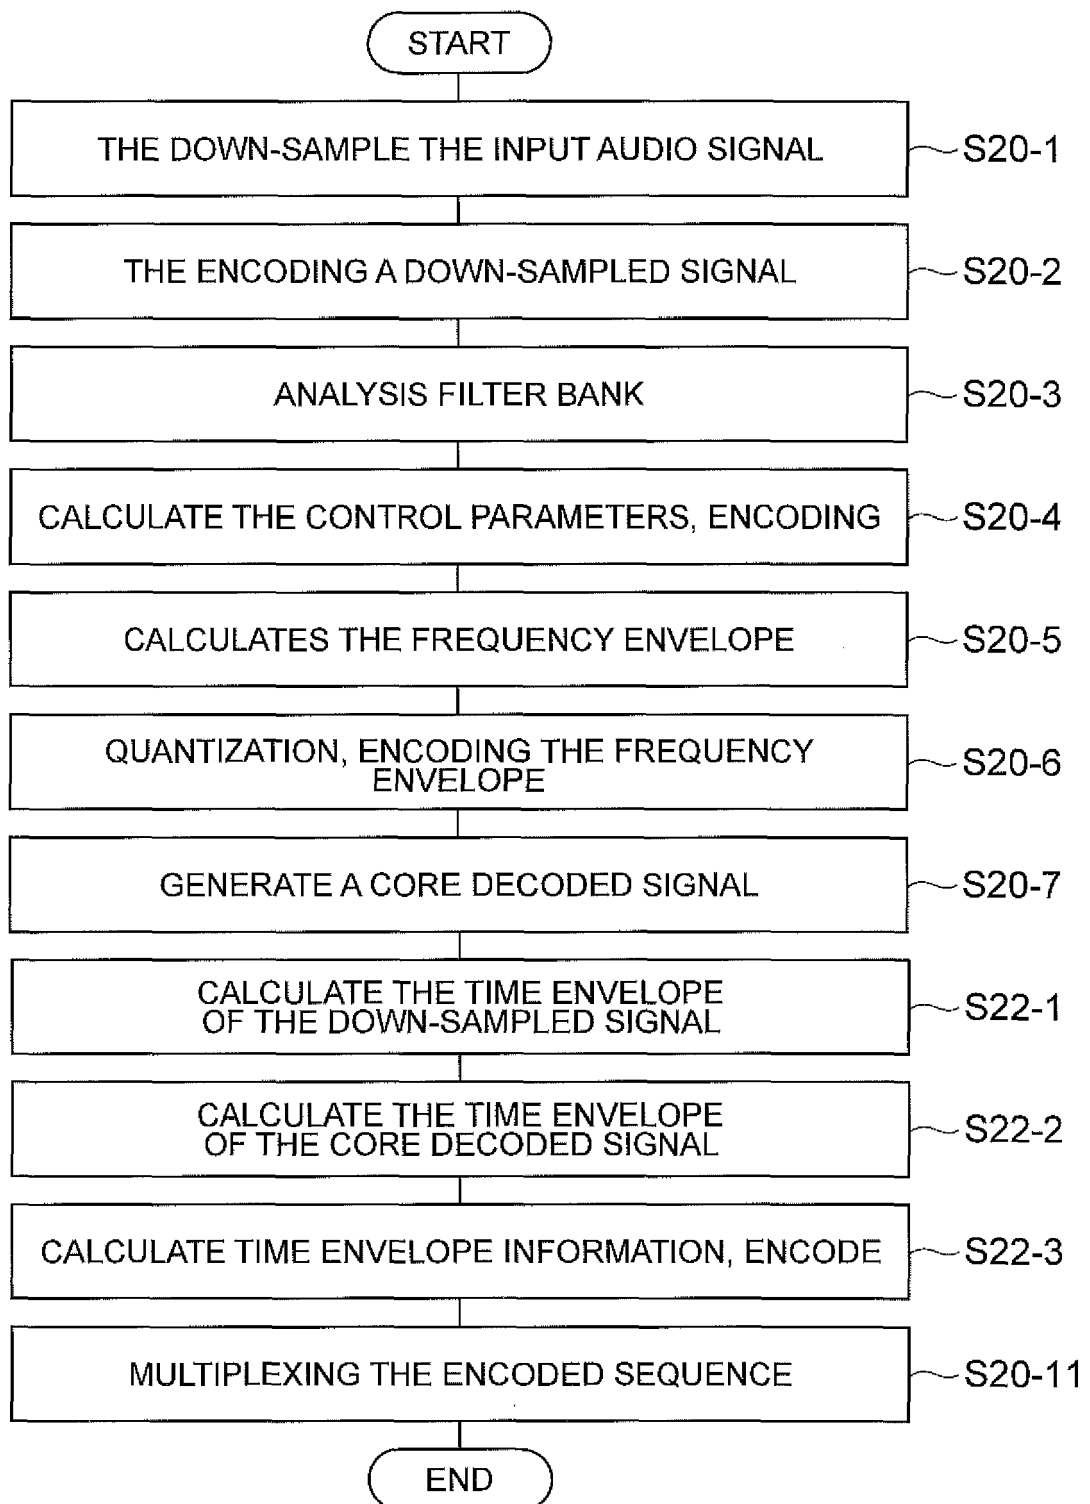 START
THE DOWN-SAMPLE THE INPUT AUDIO SIGNAL
S20-1
THE ENCODING A DOWN-SAMPLED SIGNAL
S20-2
ANALYSIS FILTER BANK
S20-3
CALCULATE THE CONTROL PARAMETERS, ENCODING
S20-4
CALCULATES THE FREQUENCY ENVELOPE
S20-5
QUANTIZATION, ENCODING THE FREQUENCY
ENVELOPE
S20-6
GENERATE A CORE DECODED SIGNAL
S20-7
CALCULATE THE TIME ENVELOPE
OF THE DOWN-SAMPLED SIGNAL
S22-1
CALCULATE THE TIME ENVELOPE
OF THE CORE DECODED SIGNAL
S22-2
CALCULATE TIME ENVELOPE INFORMATION, ENCODE
S22-3
MULTIPLEXING THE ENCODED SEQUENCE
S20-11
END